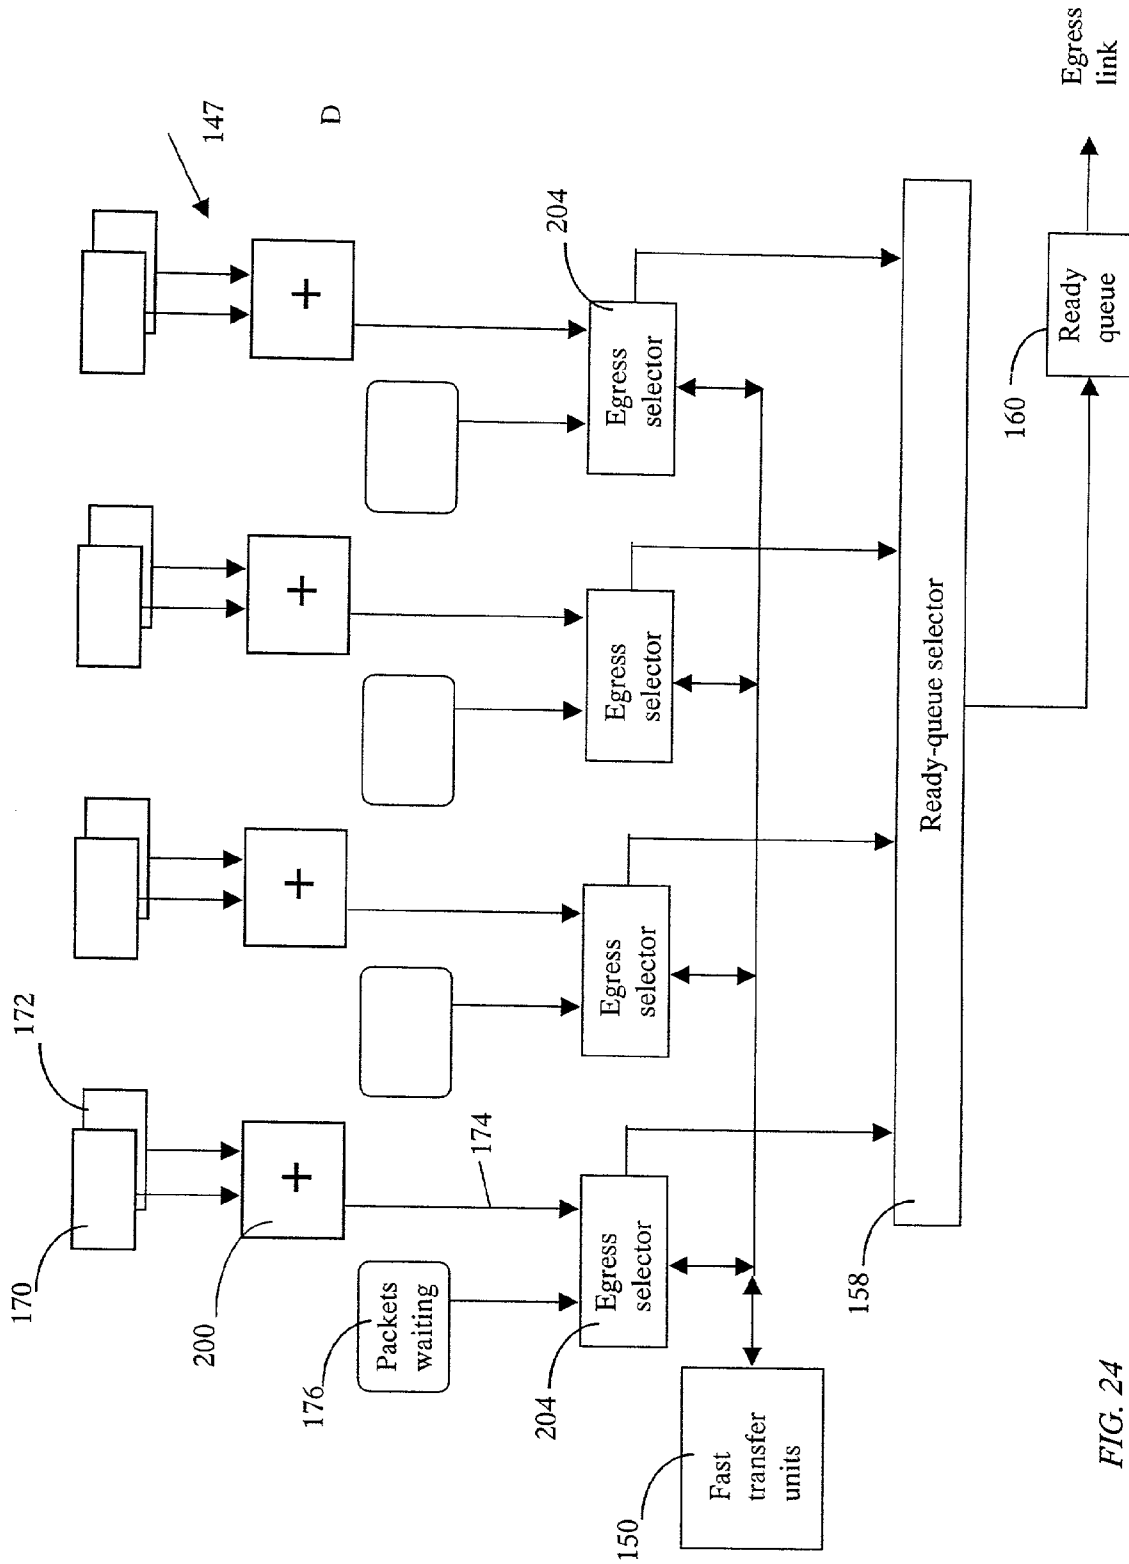 172
170
147
D
+
+
+
+
200
176
Packets
waiting
174
204
204
Egress
selector
Egress
selector
Egress
selector
Egress
selector
150
Fast
transfer
units
158
Ready-queue selector
160
Ready
queue
Egress
link
FIG. 24